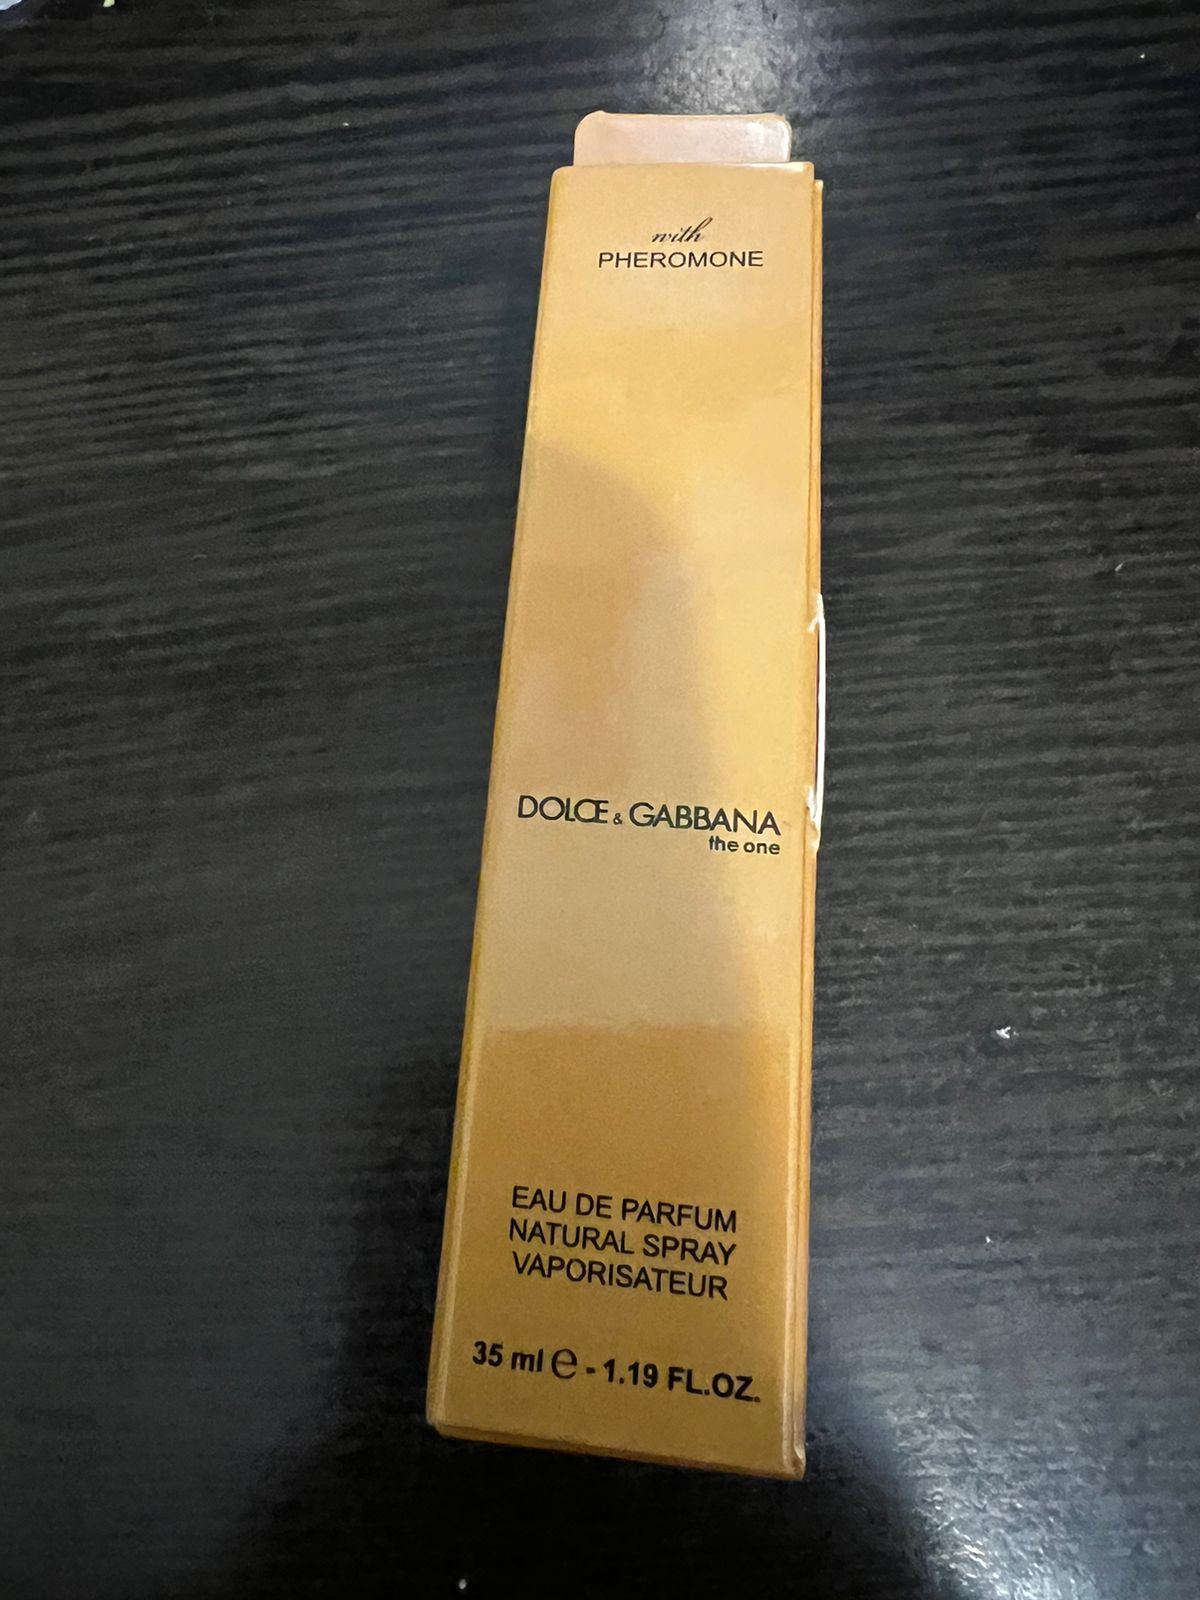 with
PHEROMONE
DOLCE & GABBANA
the one
EAU DE PARFUM
NATURAL SPRAY
VAPORISATEUR
35 ml e - 1.19 FL.OZ.